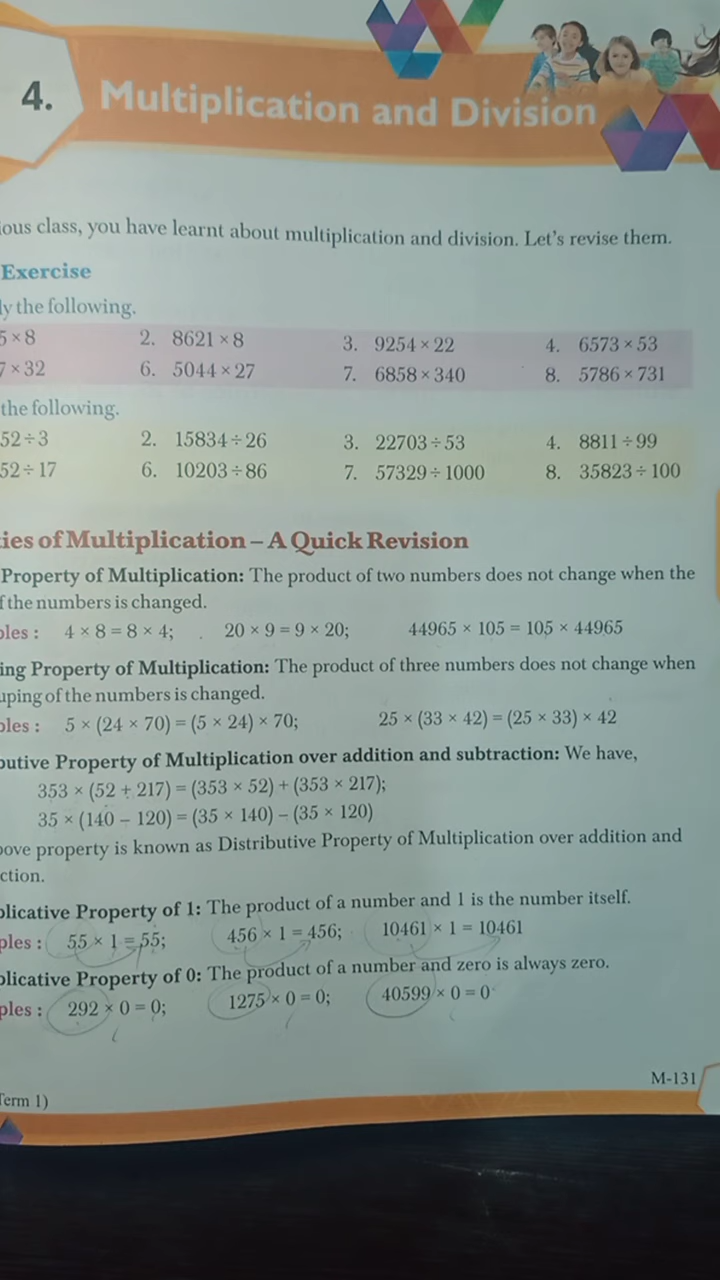 4. Multiplication and Division
ious class, you have learnt about multiplication and division. Let's revise them.
Exercise
ly the following.
5 × 8 2. 8621 × 8 3. 9254 × 22 4. 6573 × 53
7 × 32 6. 5044 × 27 7. 6858 × 340 8. 5786 × 731
the following.
52 ÷ 3 2. 15834 ÷ 26 3. 22703 ÷ 53 4. 8811 ÷ 99
52 ÷ 17 6. 10203 ÷ 86 7. 57329 ÷ 1000 8. 35823 ÷ 100
ies of Multiplication – A Quick Revision
Property of Multiplication: The product of two numbers does not change when the
f the numbers is changed.
ples : 4 × 8 = 8 × 4; 20 × 9 = 9 × 20; 44965 × 105 = 105 × 44965
ing Property of Multiplication: The product of three numbers does not change when
uping of the numbers is changed.
ples : 5 × (24 × 70) = (5 × 24) × 70; 25 × (33 × 42) = (25 × 33) × 42
butive Property of Multiplication over addition and subtraction: We have,
353 × (52 + 217) = (353 × 52) + (353 × 217);
35 × (140 – 120) = (35 × 140) – (35 × 120)
bove property is known as Distributive Property of Multiplication over addition and
ction.
plicative Property of 1: The product of a number and 1 is the number itself.
ples : 55 × 1 = 55; 456 × 1 = 456; 10461 × 1 = 10461
plicative Property of 0: The product of a number and zero is always zero.
ples : 292 × 0 = 0; 1275 × 0 = 0; 40599 × 0 = 0
M-131
Term 1)